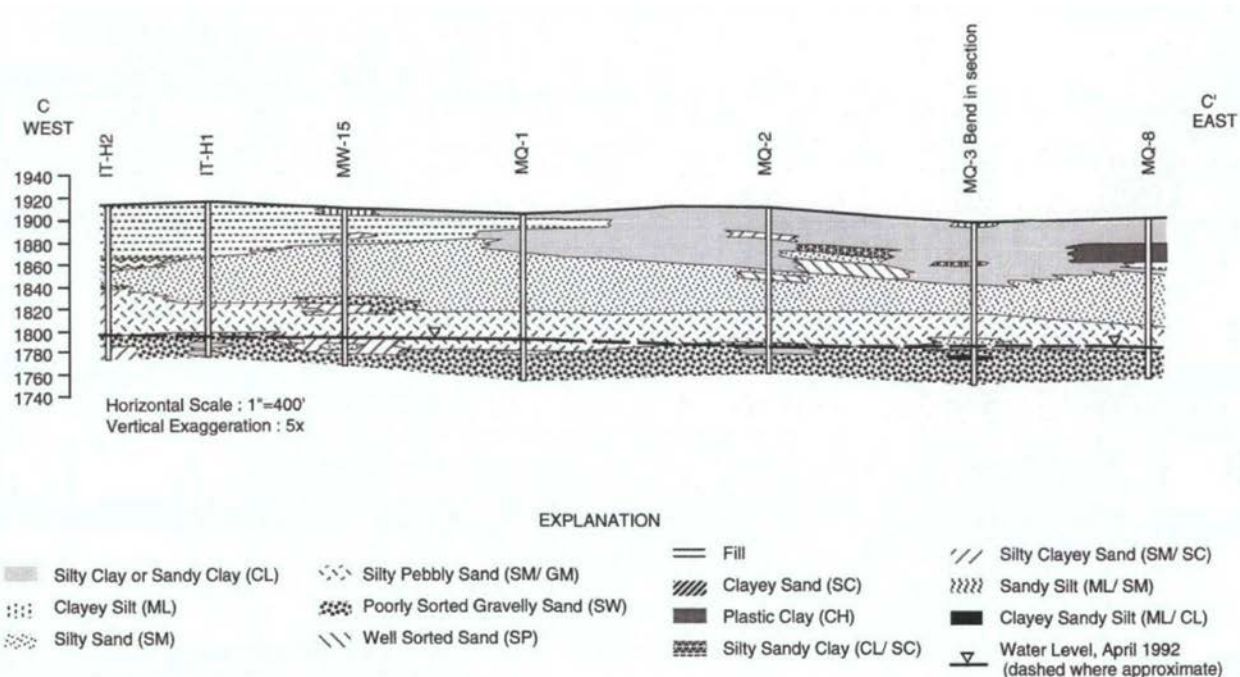 C
WEST
IT-H2
IT-H1
MW-15
MQ-1
MQ-2
MQ-3 Bend in section
MQ-8
C'
EAST
1940
1920
1900
1880
1860
1840
1820
1800
1780
1760
1740
Horizontal Scale : 1"=400'
Vertical Exaggeration : 5x
EXPLANATION
Silty Clay or Sandy Clay (CL)
Clayey Silt (ML)
Silty Sand (SM)
Silty Pebbly Sand (SM/ GM)
Poorly Sorted Gravelly Sand (SW)
Well Sorted Sand (SP)
Fill
Clayey Sand (SC)
Plastic Clay (CH)
Silty Sandy Clay (CL/ SC)
Silty Clayey Sand (SM/ SC)
Sandy Silt (ML/ SM)
Clayey Sandy Silt (ML/ CL)
Water Level, April 1992
(dashed where approximate)